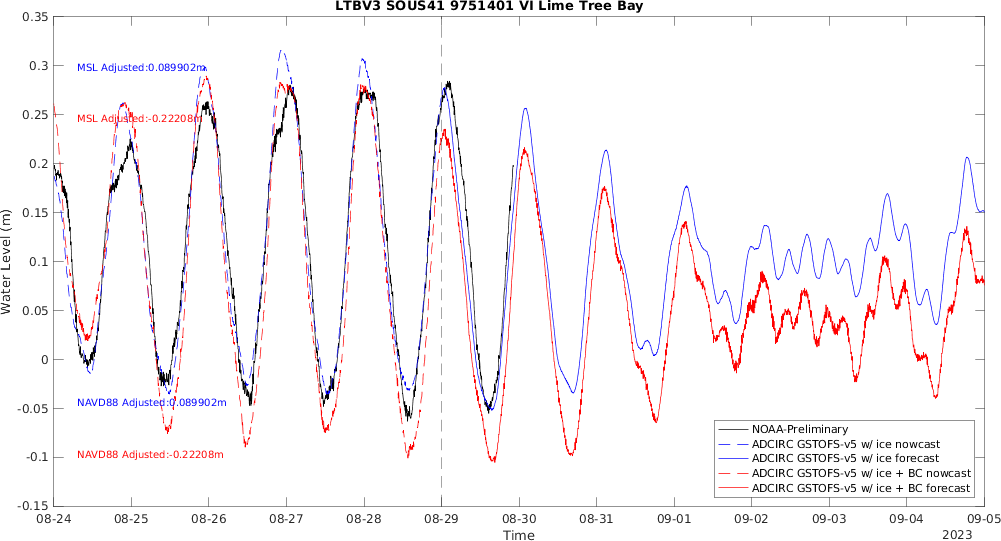 LTBV3 SOUS41 9751401 VI Lime Tree Bay
0.35
0.3
0.25
0.2
0.15
0.1
0.05
0
-0.05
-0.1
-0.15
Water Level (m)
MSL Adjusted:0.089902m
MSL Adjusted:-0.22208m
NAVD88 Adjusted:0.089902m
NAVD88 Adjusted:-0.22208m
NOAA-Preliminary
ADCIRC GSTOFS-v5 w/ ice nowcast
ADCIRC GSTOFS-v5 w/ ice forecast
ADCIRC GSTOFS-v5 w/ ice + BC nowcast
ADCIRC GSTOFS-v5 w/ ice + BC forecast
08-24 08-25 08-26 08-27 08-28 08-29 08-30 08-31 09-01 09-02 09-03 09-04 09-05
Time
2023